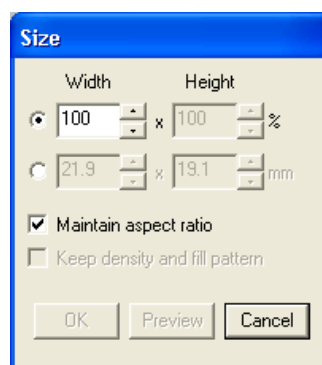 Size
Width Height
100 x 100 %
21.9 x 19.1 mm
Maintain aspect ratio
Keep density and fill pattern
OK Preview Cancel